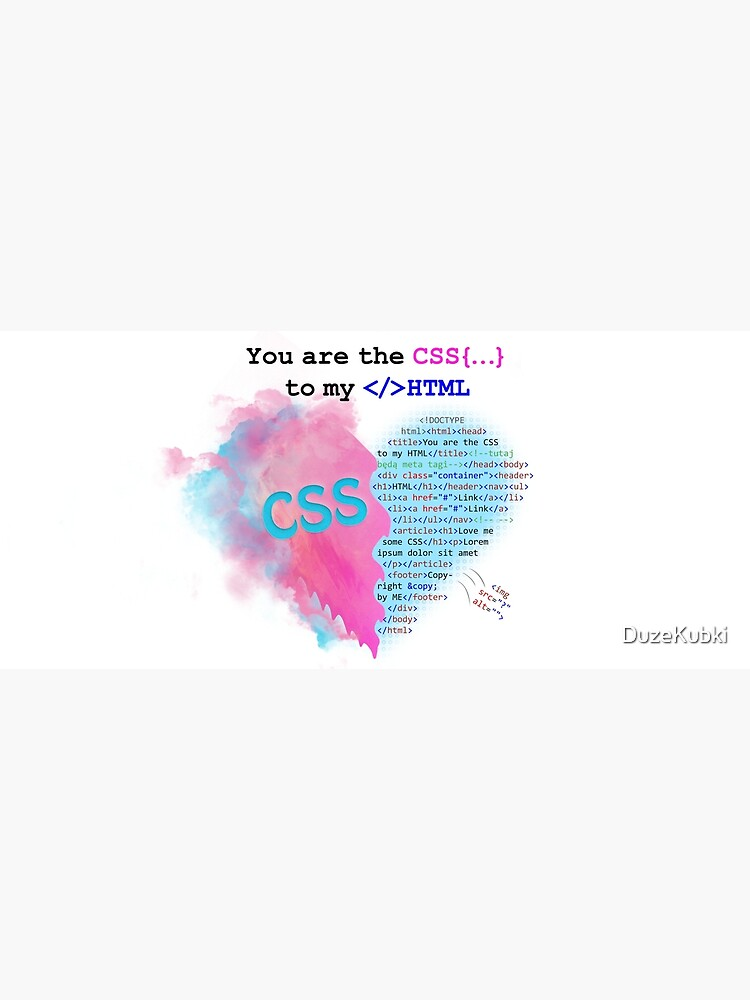 You are the CSS{...}
to my </>HTML
CSS
<!DOCTYPE
html><html><head>
<title>You are the CSS
to my HTML</title><!--tutaj
będą meta tagi--></head><body>
<div class="container"><header>
<h1>HTML</h1></header><nav><ul>
<li><a href="#">Link</a></li>
<li><a href="#">Link</a>
</li></ul></nav><!-- -->
<article><h1>Love me
some CSS</h1><p>Lorem
ipsum dolor sit amet
</p></article>
<footer>Copy-
right &copy;
by ME</footer>
</div>
</body>
</html>
<img
src="?"
alt="">
DuzeKubki